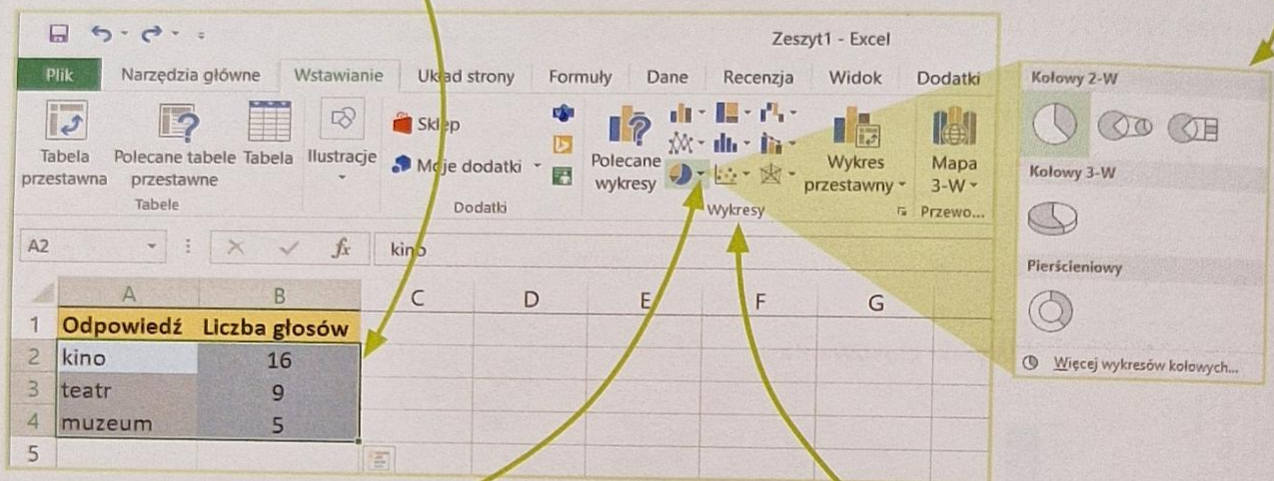 Zeszyt1 - Excel
Plik Narzędzia główne Wstawianie Układ strony Formuły Dane Recenzja Widok Dodatki
Tabela przestawna
Polecane tabele przestawne
Tabela
Ilustracje
Tabele
Sklep
Moje dodatki
Dodatki
Polecane wykresy
Wykresy
Wykres przestawny
Mapa 3-W
Przewo...
Kołowy 2-W
Kołowy 3-W
Pierścieniowy
Więcej wykresów kołowych...
A2 fx kino
A B C D E F G
1 Odpowiedź Liczba głosów
2 kino 16
3 teatr 9
4 muzeum 5
5